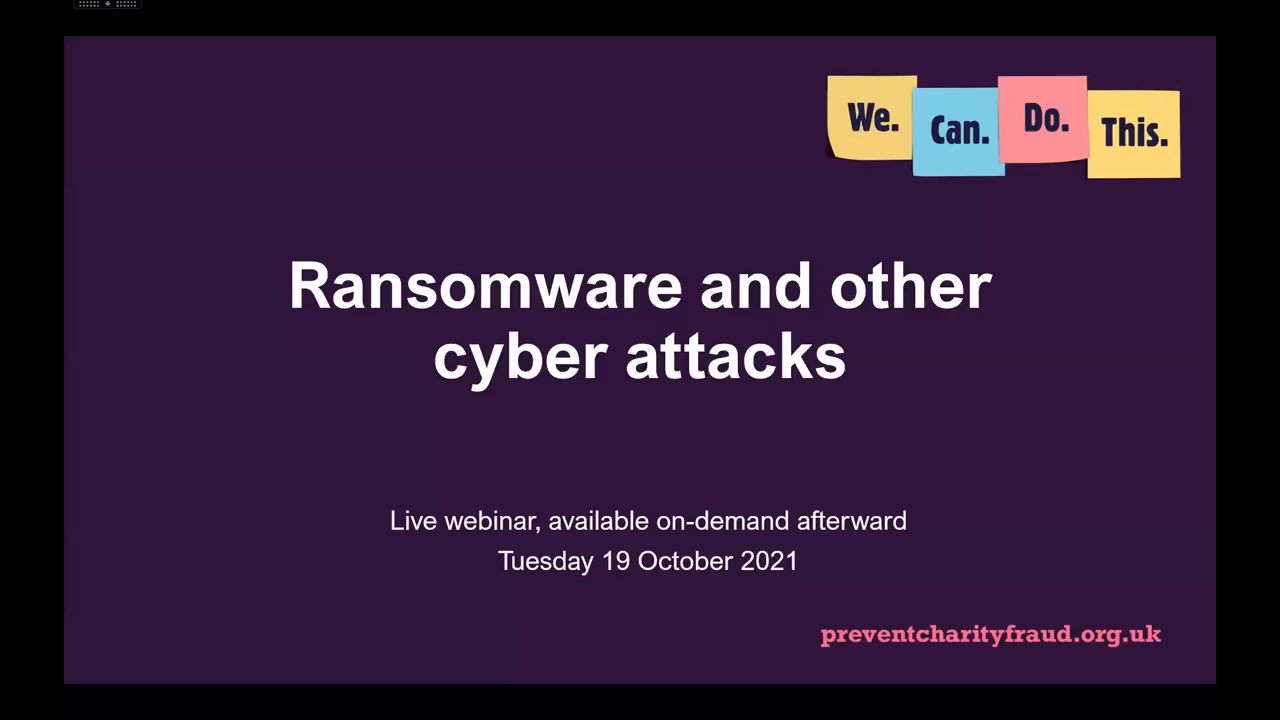 We. Can. Do. This.
Ransomware and other
cyber attacks
Live webinar, available on-demand afterward
Tuesday 19 October 2021
preventcharityfraud.org.uk